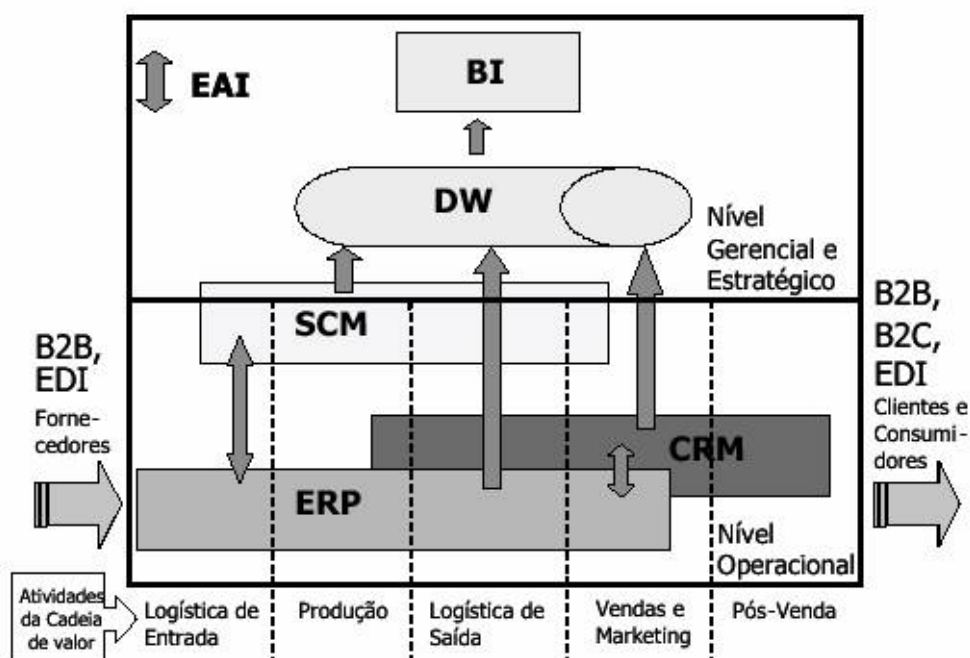 EAI
BI
DW
Nível
Gerencial e
Estratégico
SCM
B2B,
EDI
Forne-
cedores
B2B,
B2C,
EDI
Clientes e
Consumi-
dores
CRM
ERP
Nível
Operacional
Atividades
da Cadeia
de valor
Logística de
Entrada
Produção
Logística de
Saída
Vendas e
Marketing
Pós-Venda